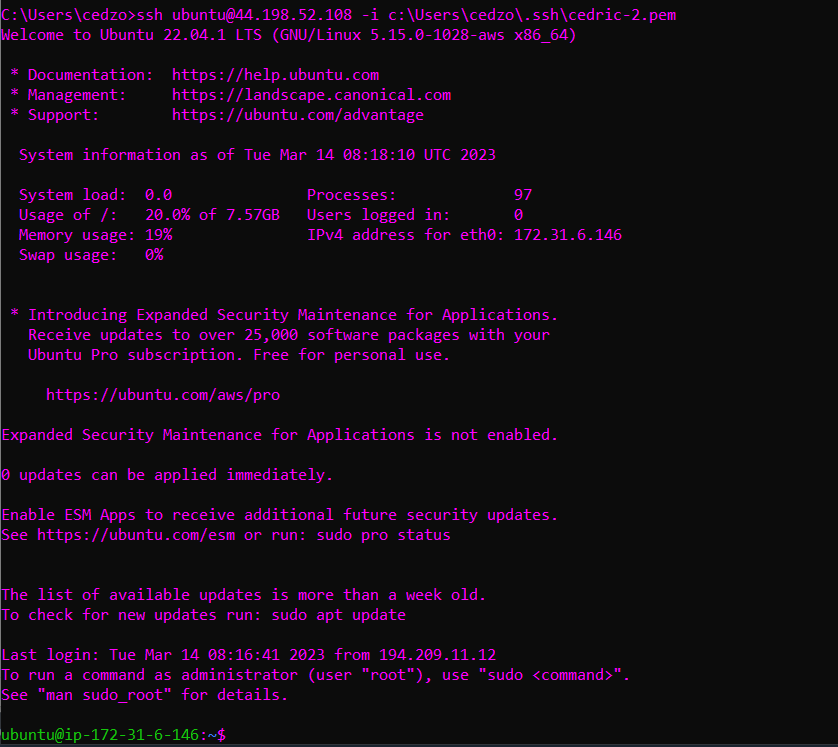 C:\Users\cedzo>ssh ubuntu@44.198.52.108 -i c:\Users\cedzo\.ssh\cedric-2.pem
Welcome to Ubuntu 22.04.1 LTS (GNU/Linux 5.15.0-1028-aws x86_64)
* Documentation: https://help.ubuntu.com
* Management: https://landscape.canonical.com
* Support: https://ubuntu.com/advantage
System information as of Tue Mar 14 08:18:10 UTC 2023
System load: 0.0 Processes: 97
Usage of /: 20.0% of 7.57GB Users logged in: 0
Memory usage: 19% IPv4 address for eth0: 172.31.6.146
Swap usage: 0%
* Introducing Expanded Security Maintenance for Applications.
Receive updates to over 25,000 software packages with your
Ubuntu Pro subscription. Free for personal use.
https://ubuntu.com/aws/pro
Expanded Security Maintenance for Applications is not enabled.
0 updates can be applied immediately.
Enable ESM Apps to receive additional future security updates.
See https://ubuntu.com/esm or run: sudo pro status
The list of available updates is more than a week old.
To check for new updates run: sudo apt update
Last login: Tue Mar 14 08:16:41 2023 from 194.209.11.12
To run a command as administrator (user "root"), use "sudo <command>".
See "man sudo_root" for details.
ubuntu@ip-172-31-6-146:~$